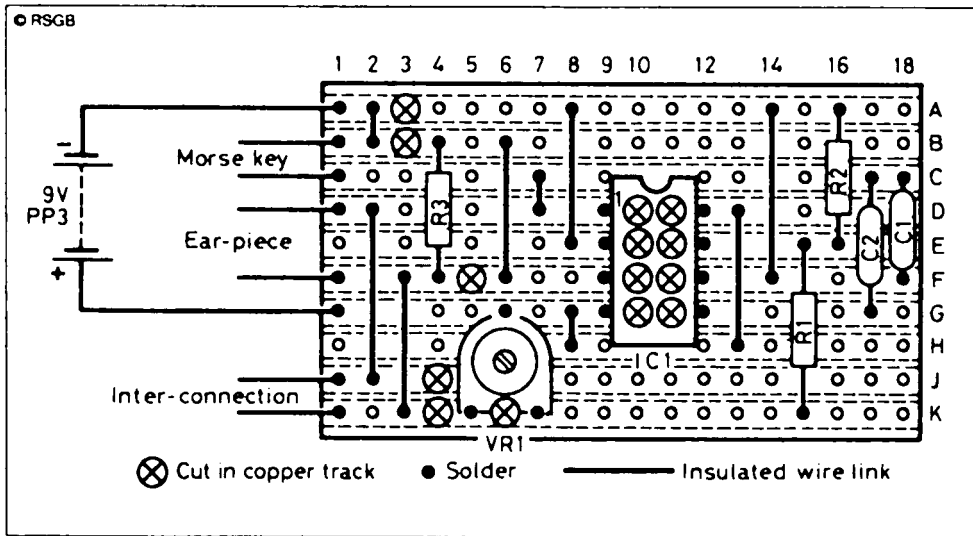 © RSGB
1 2 3 4 5 6 7 8 9 10 12 14 16 18
A
- B
Morse key
C
9V
PP3
R3
1
R2
D
Ear-piece
E
C2
C1
+
F
G
R1
H
IC1
J
Inter-connection
K
VR1
Cut in copper track Solder Insulated wire link